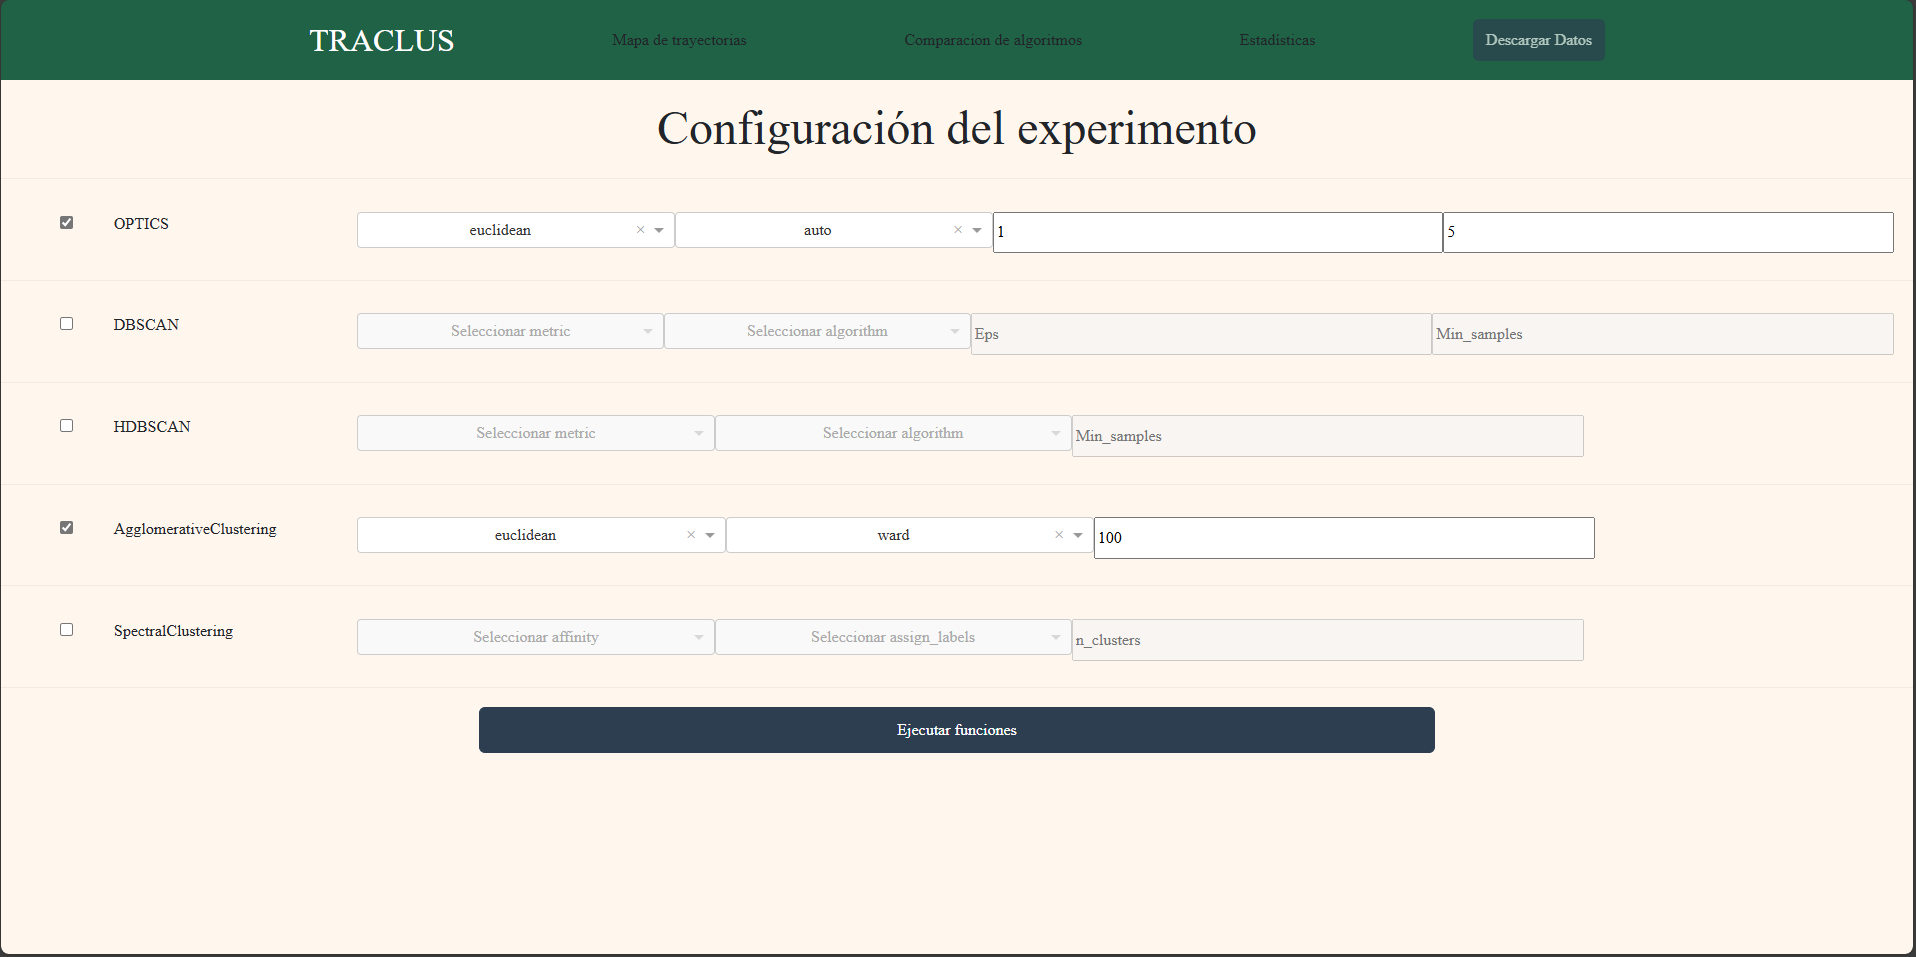 TRACLUS Mapa de trayectorias Comparacion de algoritmos Estadísticas Descargar Datos
Configuración del experimento
OPTICS euclidean × auto × 1 5
DBSCAN Seleccionar metric Seleccionar algorithm Eps Min_samples
HDBSCAN Seleccionar metric Seleccionar algorithm Min_samples
AgglomerativeClustering euclidean × ward × 100
SpectralClustering Seleccionar affinity Seleccionar assign_labels n_clusters
Ejecutar funciones